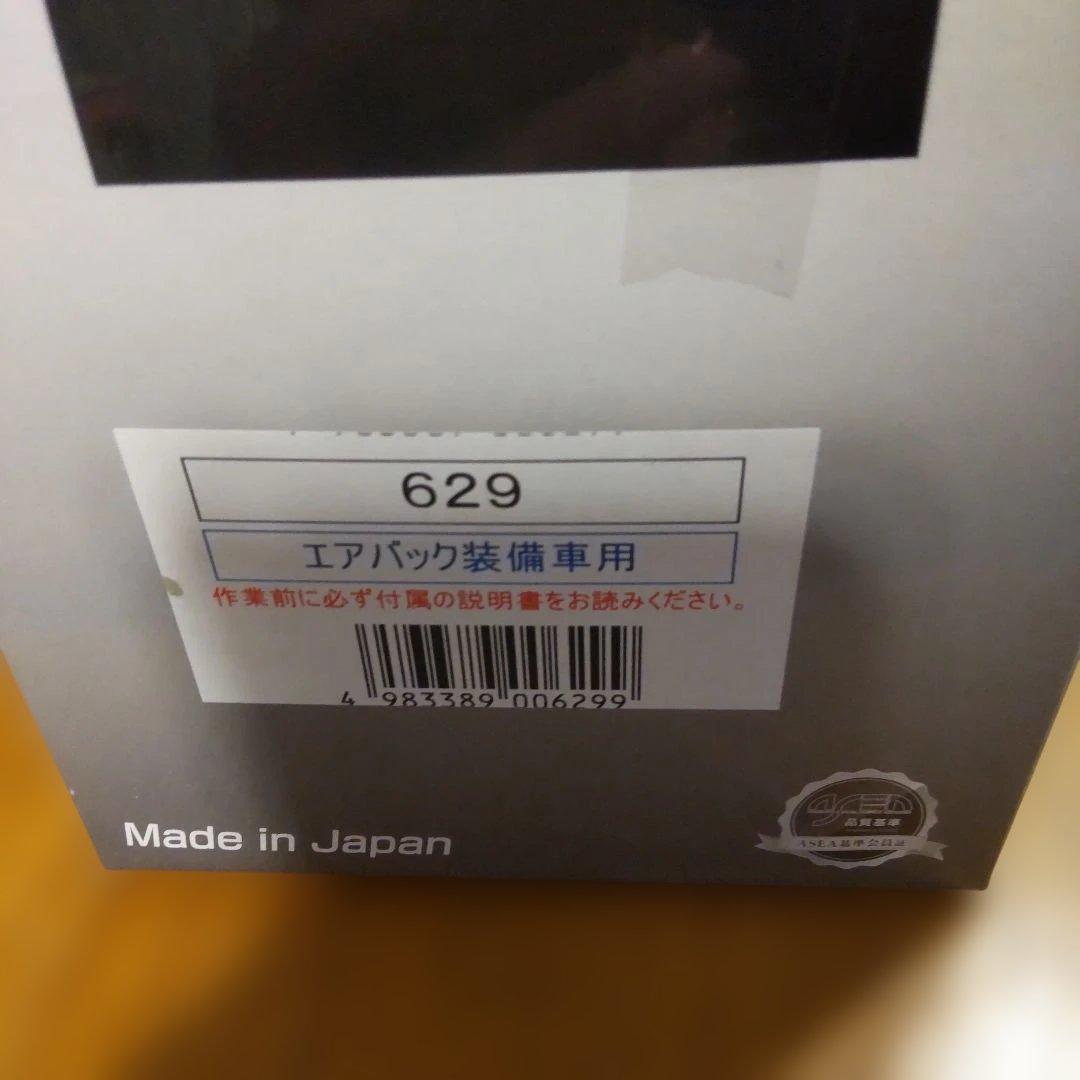 629
エアバック装備車用
作業前に必ず付属の説明書をお読みください。
4 983389 006299
Made in Japan
ASEA
品質基準
ASEA基準会員証